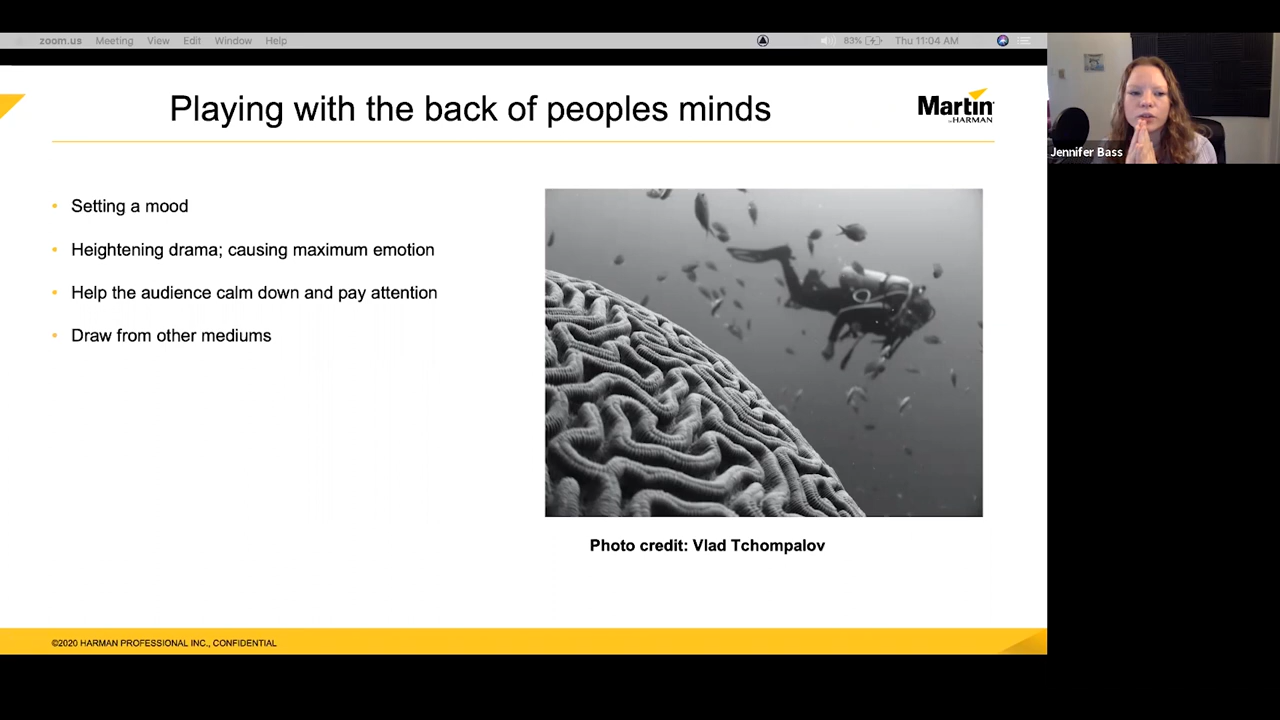 zoom.us Meeting View Edit Window Help 83% Thu 11:04 AM
Playing with the back of peoples minds
Martin
by HARMAN
Jennifer Bass
• Setting a mood
• Heightening drama; causing maximum emotion
• Help the audience calm down and pay attention
• Draw from other mediums
Photo credit: Vlad Tchompalov
©2020 HARMAN PROFESSIONAL INC., CONFIDENTIAL